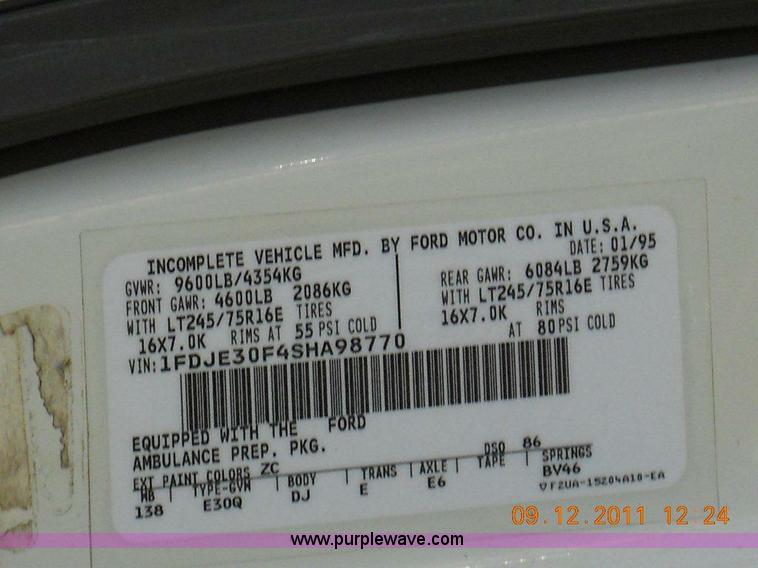 INCOMPLETE VEHICLE MFD. BY FORD MOTOR CO. IN U.S.A.
DATE: 01/95
GVWR: 9600LB/4354KG
FRONT GAWR: 4600LB 2086KG
WITH LT245/75R16E TIRES
16X7.0K RIMS AT 55 PSI COLD
REAR GAWR: 6084LB 2759KG
WITH LT245/75R16E TIRES
16X7.0K RIMS
AT 80PSI COLD
VIN: 1FDJE30F4SHA98770
EQUIPPED WITH THE FORD
AMBULANCE PREP. PKG.
EXT PAINT COLORS ZC DSO 86
WB TYPE-GVW BODY TRANS AXLE TAPE SPRINGS
138 E30Q DJ E E6 BV46
▽F2UA-15204A10-EA
09.12.2011 12:24
www.purplewave.com